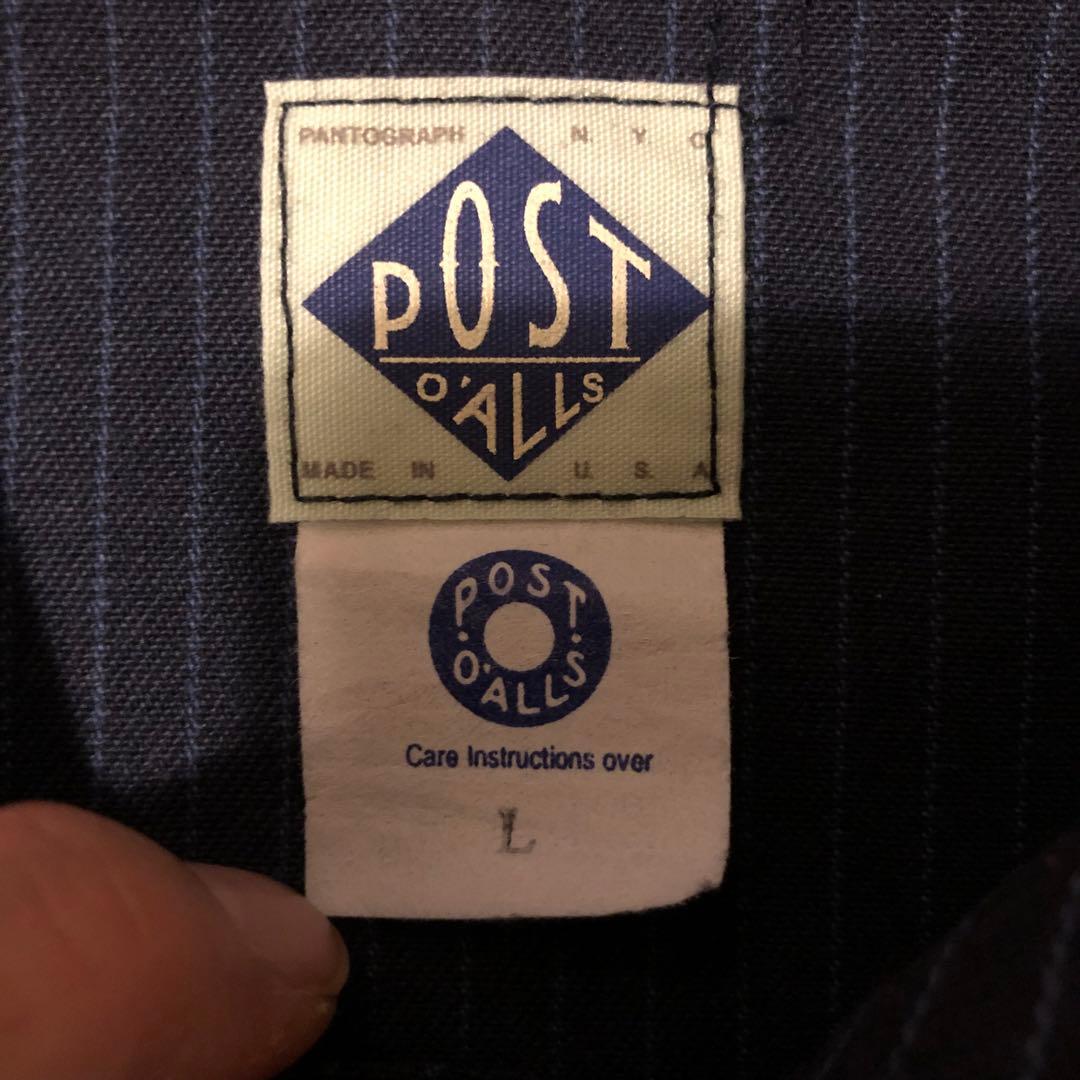 PANTOGRAPH N. Y. C
POST
O'ALLS
MADE IN U. S. A
POST
O'ALLS
Care Instructions over
L